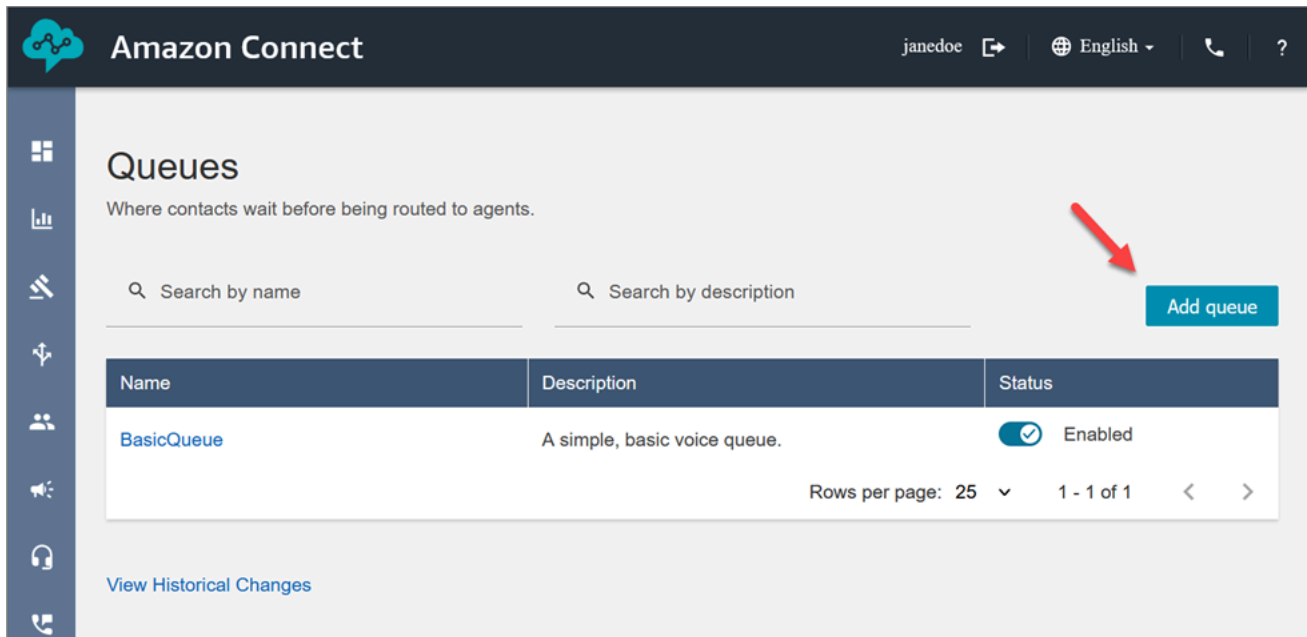 Amazon Connect
janedoe
English
?
Queues
Where contacts wait before being routed to agents.
Search by name
Search by description
Add queue
Name
Description
Status
BasicQueue
A simple, basic voice queue.
Enabled
Rows per page: 25
1 - 1 of 1
View Historical Changes